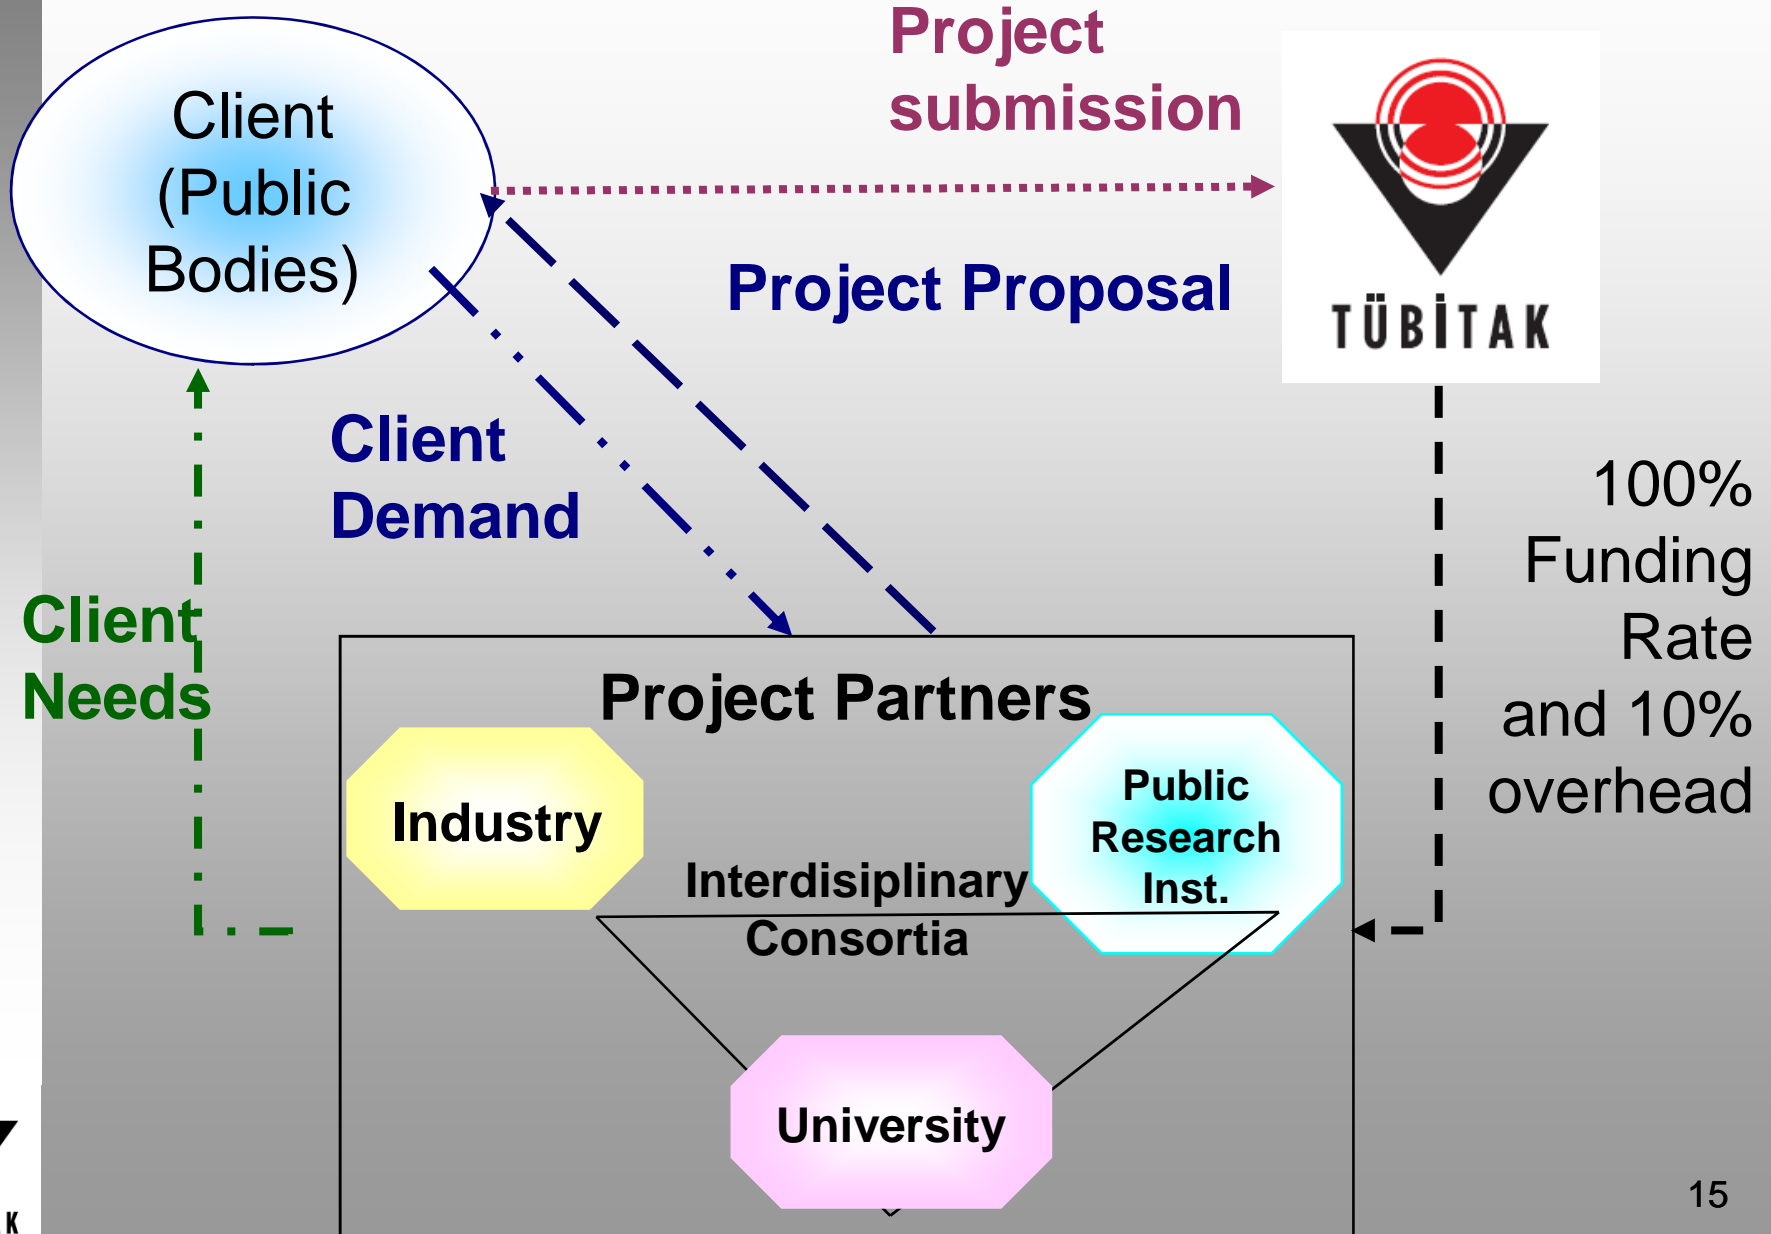 Project
submission
Client
(Public
Bodies)
TÜBİTAK
Project Proposal
Client
Demand
100%
Funding
Rate
and 10%
overhead
Client
Needs
Project Partners
Industry
Public
Research
Inst.
Interdisiplinary
Consortia
University
15
K